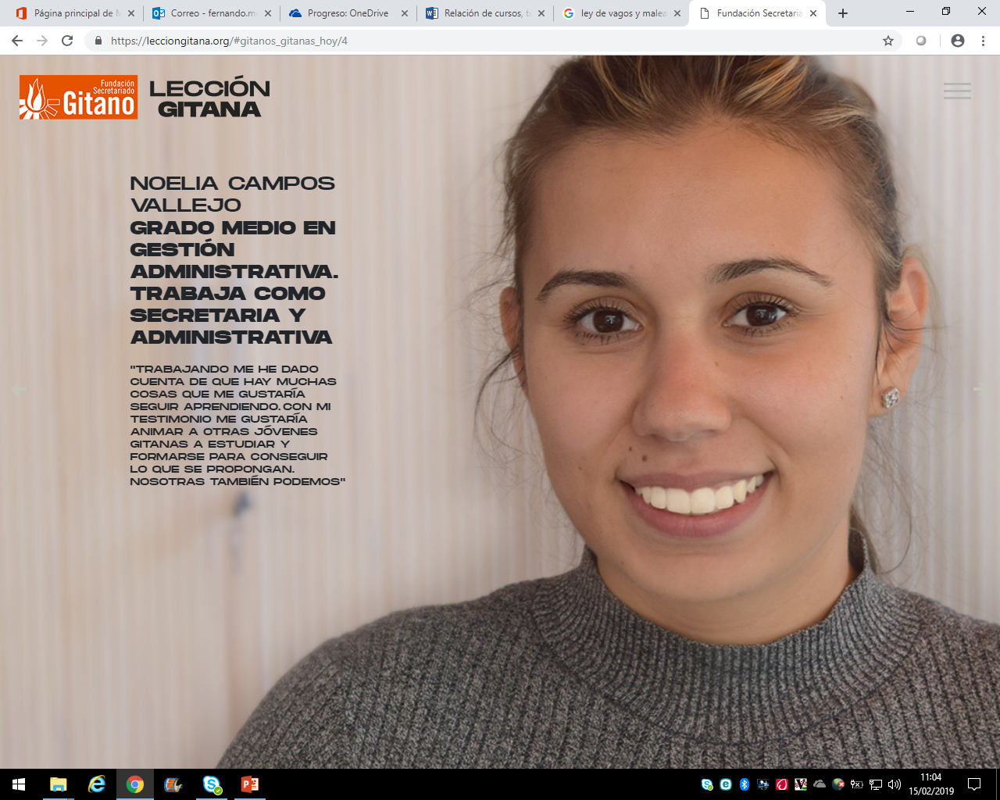 Página principal de M
Correo - fernando.m
Progreso: OneDrive
Relación de cursos, t
ley de vagos y malea
Fundación Secretaria
https://lecciongitana.org/#gitanos_gitanas_hoy/4
Fundación
Secretariado
Gitano
LECCIÓN
GITANA
NOELIA CAMPOS
VALLEJO
GRADO MEDIO EN
GESTIÓN
ADMINISTRATIVA.
TRABAJA COMO
SECRETARIA Y
ADMINISTRATIVA
"TRABAJANDO ME HE DADO
CUENTA DE QUE HAY MUCHAS
COSAS QUE ME GUSTARÍA
SEGUIR APRENDIENDO. CON MI
TESTIMONIO ME GUSTARÍA
ANIMAR A OTRAS JÓVENES
GITANAS A ESTUDIAR Y
FORMARSE PARA CONSEGUIR
LO QUE SE PROPONGAN.
NOSOTRAS TAMBIÉN PODEMOS"
11:04
15/02/2019